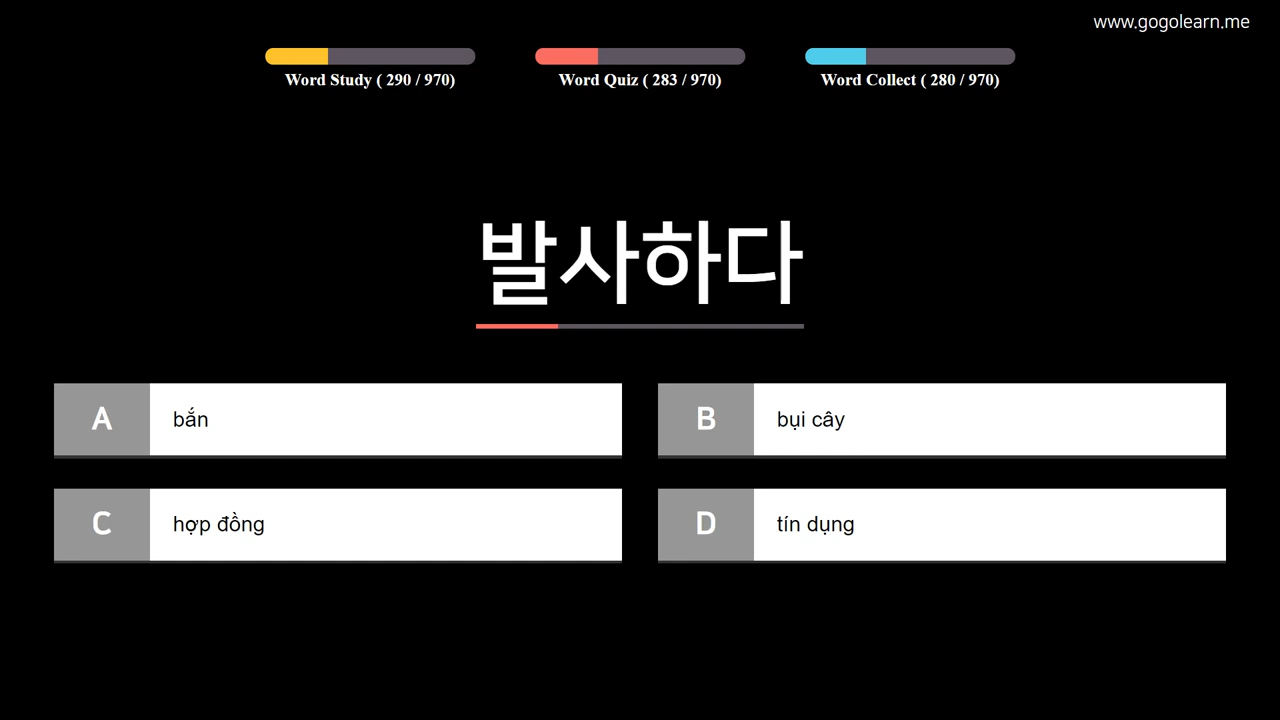 www.gogolearn.me
Word Study ( 290 / 970)
Word Quiz ( 283 / 970)
Word Collect ( 280 / 970)
발사하다
A bắn
B bụi cây
C hợp đồng
D tín dụng